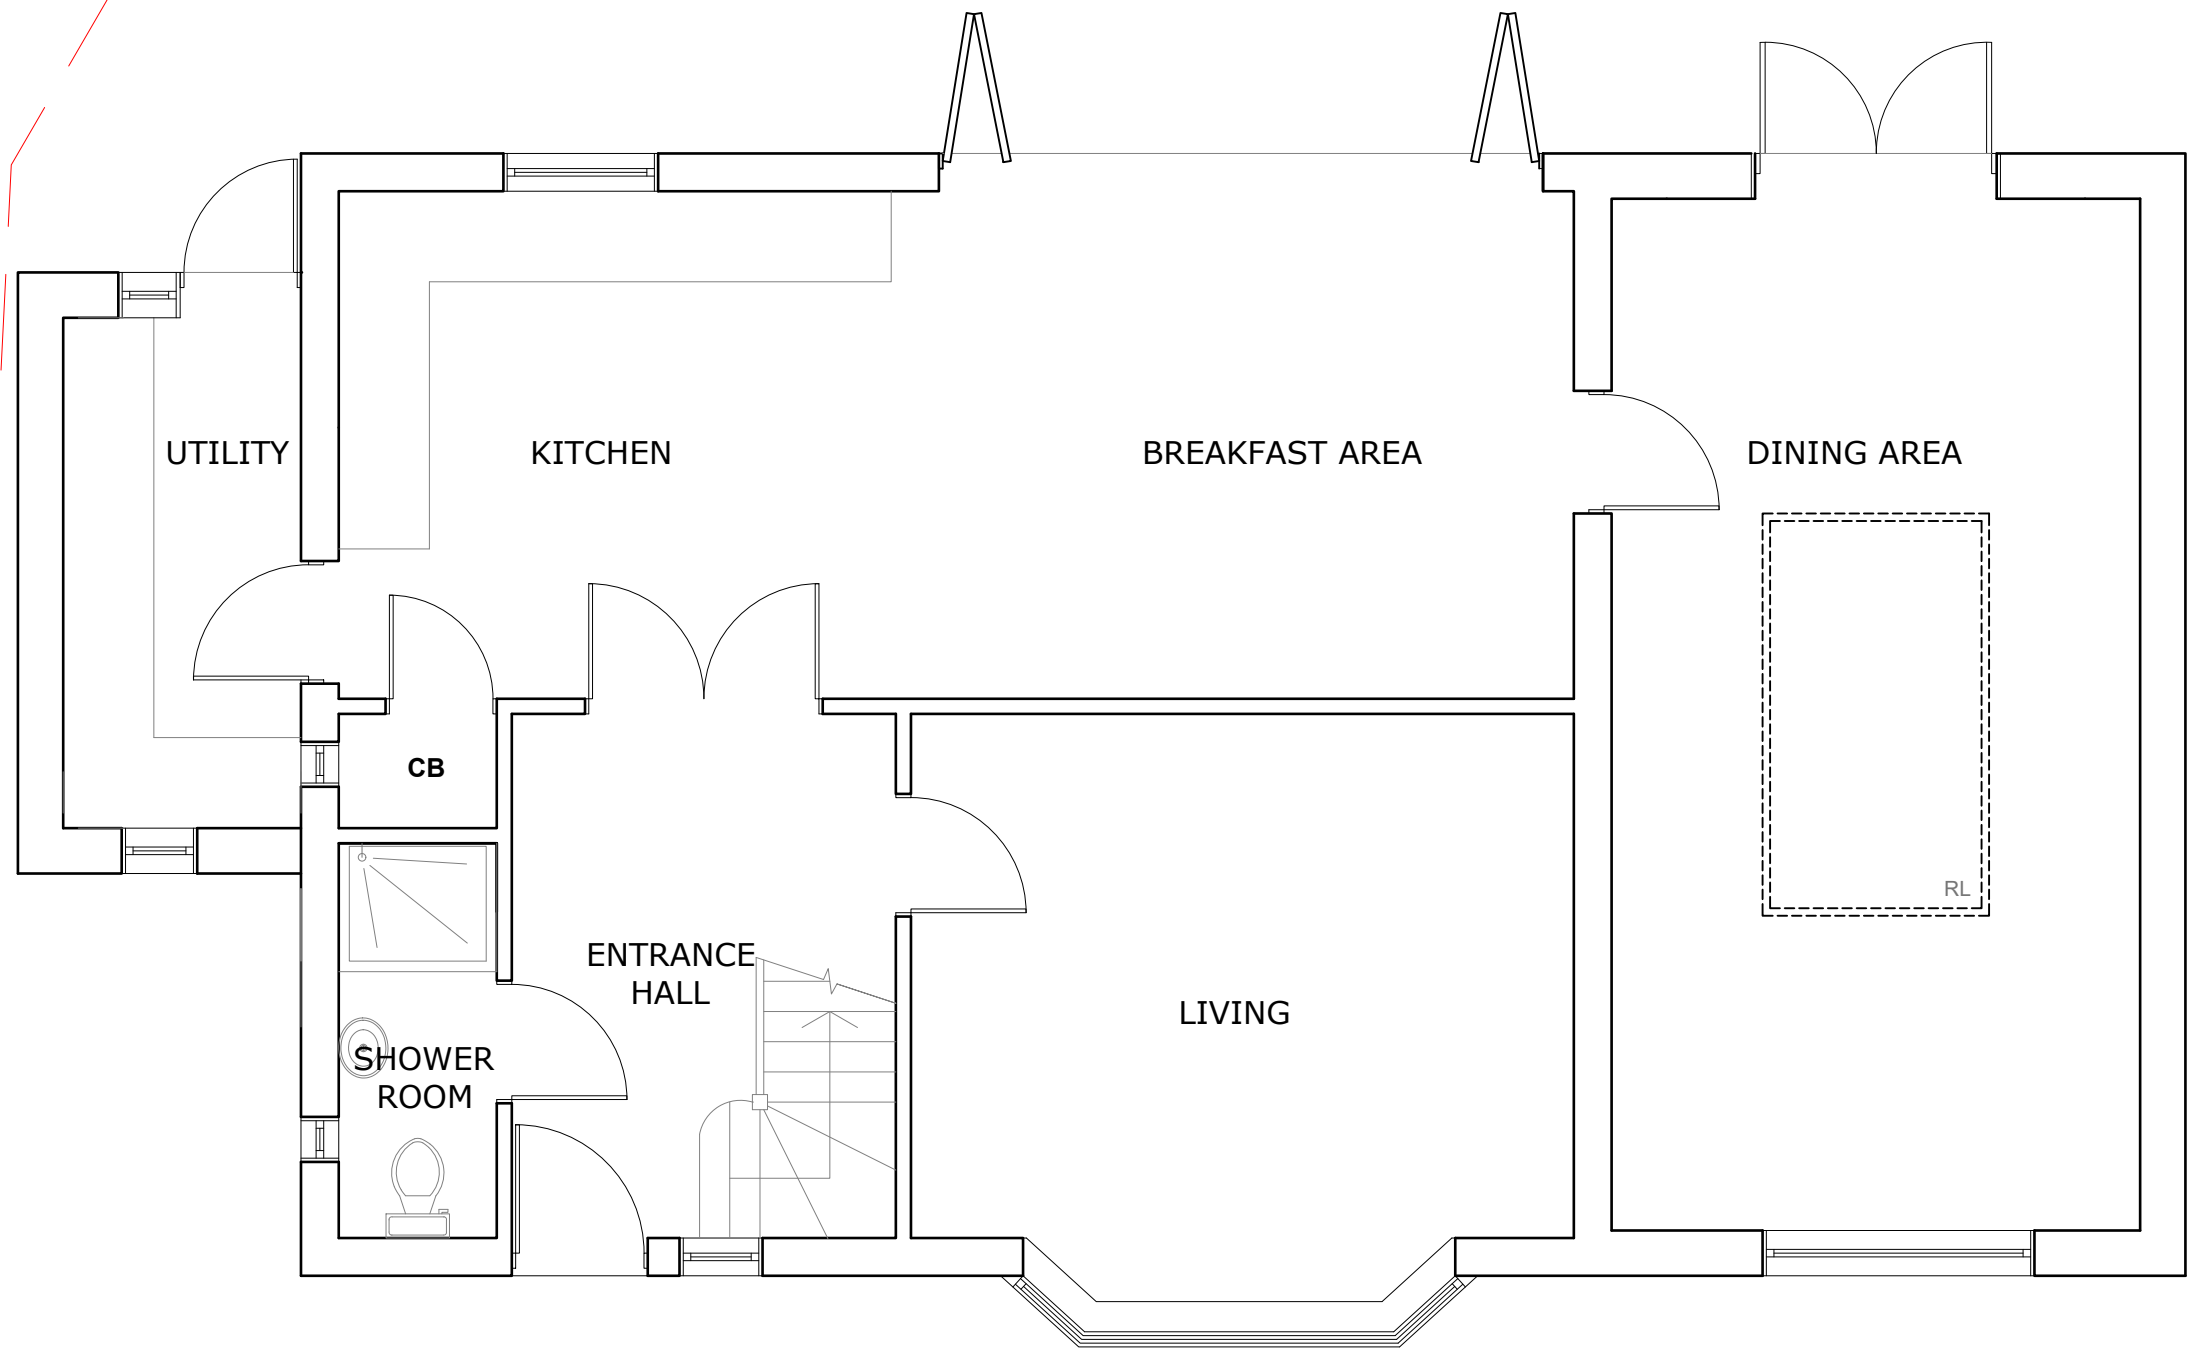 UTILITY
KITCHEN
BREAKFAST AREA
DINING AREA
CB
RL
ENTRANCE
HALL
LIVING
SHOWER
ROOM